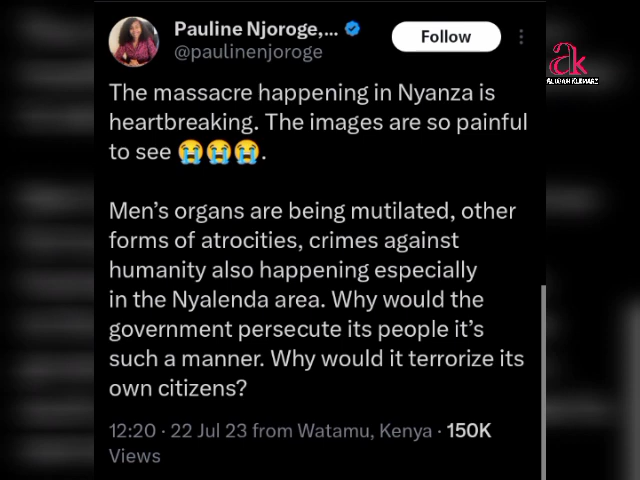 Pauline Njoroge,...
Follow
@paulinenjoroge
The massacre happening in Nyanza is
heartbreaking. The images are so painful
to see 😭😭😭.
Men's organs are being mutilated, other
forms of atrocities, crimes against
humanity also happening especially
in the Nyalenda area. Why would the
government persecute its people it's
such a manner. Why would it terrorize its
own citizens?
12:20 · 22 Jul 23 from Watamu, Kenya · 150K
Views
ak